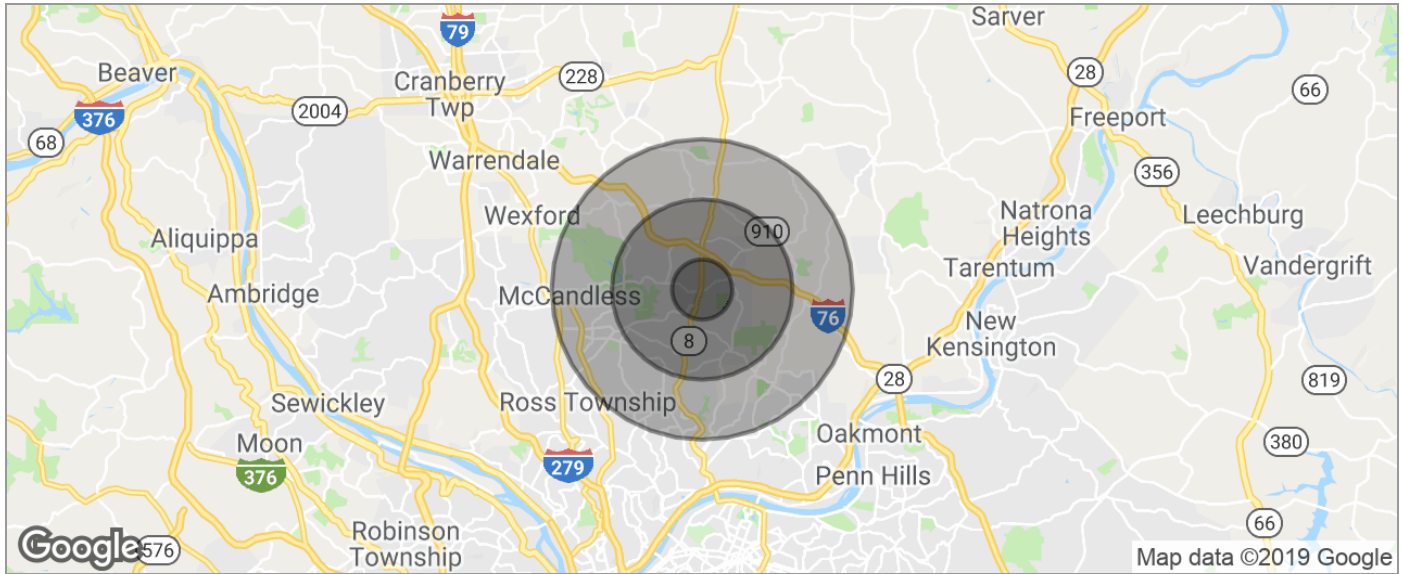 Sarver
79
Beaver
28
Cranberry
Twp
228
66
2004
376
Freeport
68
Warrendale
356
Wexford
Natrona
Heights
Leechburg
910
Aliquippa
Tarentum
Vandergrift
Ambridge
McCandless
76
New
Kensington
8
28
819
Sewickley
Ross Township
Oakmont
Moon
380
279
376
Penn Hills
66
Robinson
Township
Google
576
Map data ©2019 Google